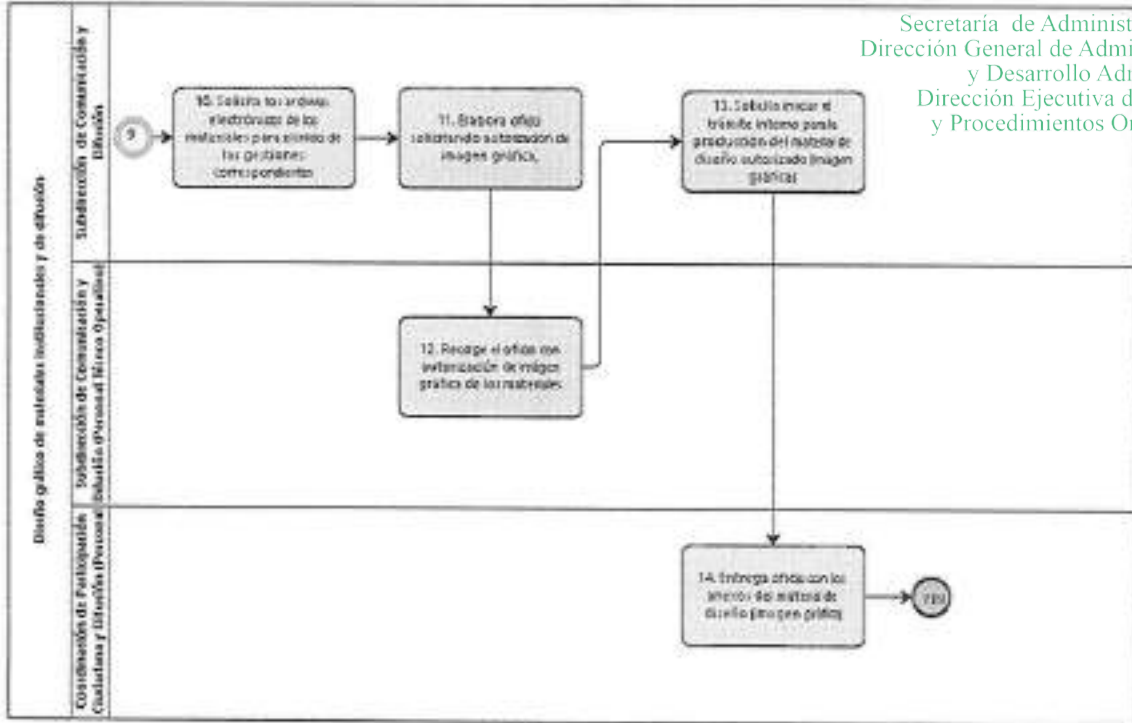 Secretaría de Administ
Dirección General de Admi
y Desarrollo Adm
Dirección Ejecutiva d
y Procedimientos Or
Diseño gráfico de materiales institucionales y de difusión
Subdirección de Comunicación y
Difusión
9
10. Solicita los archivos
electrónicos de los
materiales para el inicio de
las gestiones
correspondientes
11. Elabora oficio
solicitando autorización de
imagen gráfica,
13. Solicita iniciar el
trámite interno para la
producción del material de
diseño autorizado (imagen
gráfica)
Subdirección de Comunicación y
Difusión (Personal Técnico Operativo)
12. Recoge el oficio con
autorización de imagen
gráfica de los materiales
Coordinación de Participación
Ciudadana y Difusión (Personal
14. Entrega oficio con los
anexos del material de
diseño (imagen gráfica)
FIN